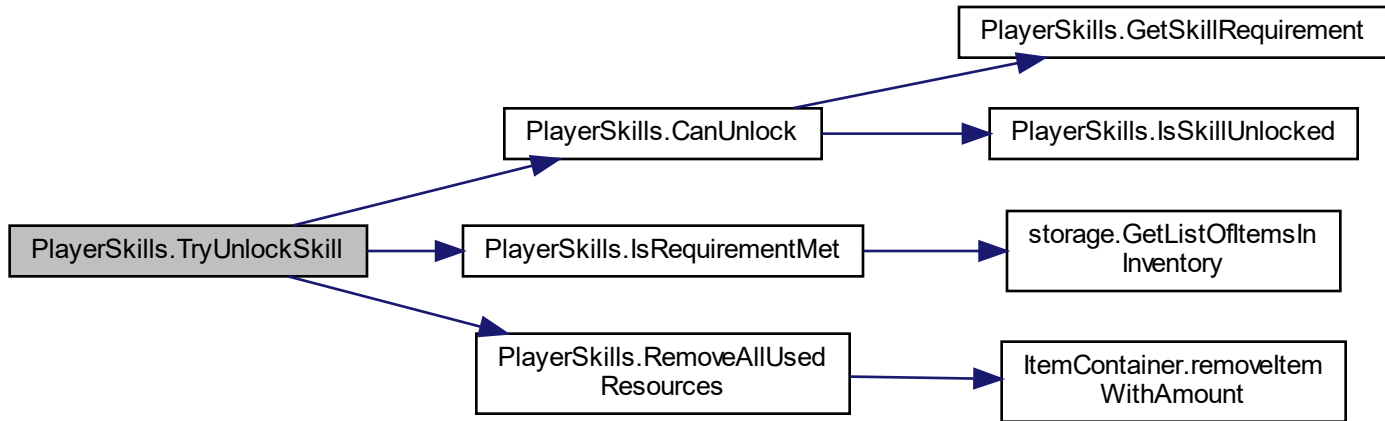 PlayerSkills.GetSkillRequirement
PlayerSkills.CanUnlock
PlayerSkills.IsSkillUnlocked
PlayerSkills.TryUnlockSkill
PlayerSkills.IsRequirementMet
storage.GetListOfItemsIn
Inventory
PlayerSkills.RemoveAllUsed
Resources
ItemContainer.removeItem
WithAmount